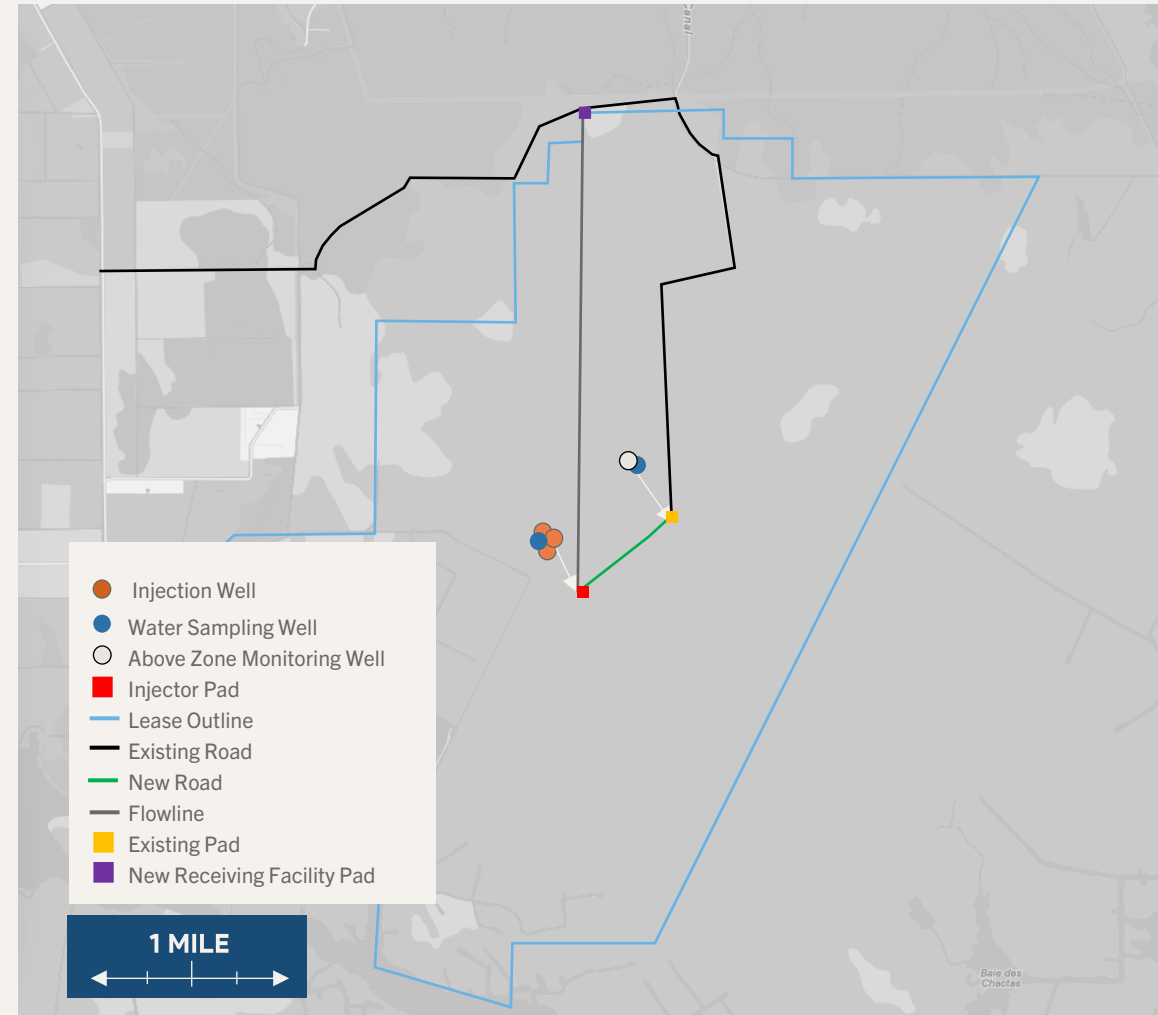 Canal
Injection Well
Water Sampling Well
Above Zone Monitoring Well
Injector Pad
Lease Outline
Existing Road
New Road
Flowline
Existing Pad
New Receiving Facility Pad
1 MILE
Baie des
Chactas